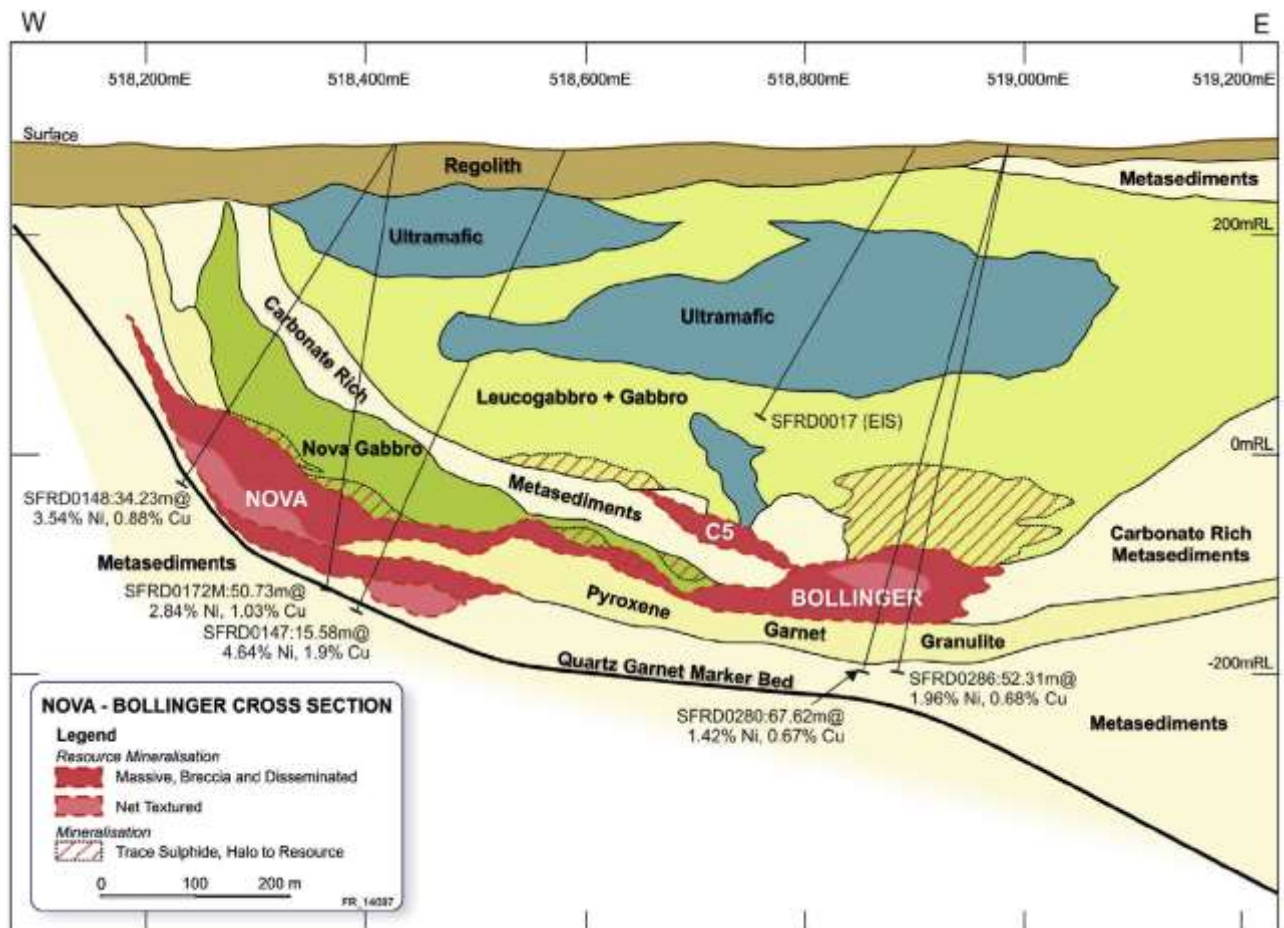 W
E
518,200mE
518,400mE
518,600mE
518,800mE
519,000mE
519,200mE
Surface
Regolith
Metasediments
Ultramafic
200mRL
Ultramafic
Carbonate Rich
Leucogabbro + Gabbro
SFRD0017 (EIS)
Nova Gabbro
0mRL
SFRD0148:34.23m@
3.54% Ni, 0.88% Cu
NOVA
Metasediments
C5
Carbonate Rich
Metasediments
Metasediments
SFRD0172M:50.73m@
2.84% Ni, 1.03% Cu
SFRD0147:15.58m@
4.64% Ni, 1.9% Cu
BOLLINGER
Pyroxene
Garnet
Granulite
Quartz Garnet Marker Bed
-200mRL
SFRD0286:52.31m@
1.96% Ni, 0.68% Cu
SFRD0280:67.62m@
1.42% Ni, 0.67% Cu
Metasediments
NOVA - BOLLINGER CROSS SECTION
Legend
Resource Mineralisation
Massive, Breccia and Disseminated
Net Textured
Mineralisation
Trace Sulphide, Halo to Resource
0 100 200 m
FR_14097